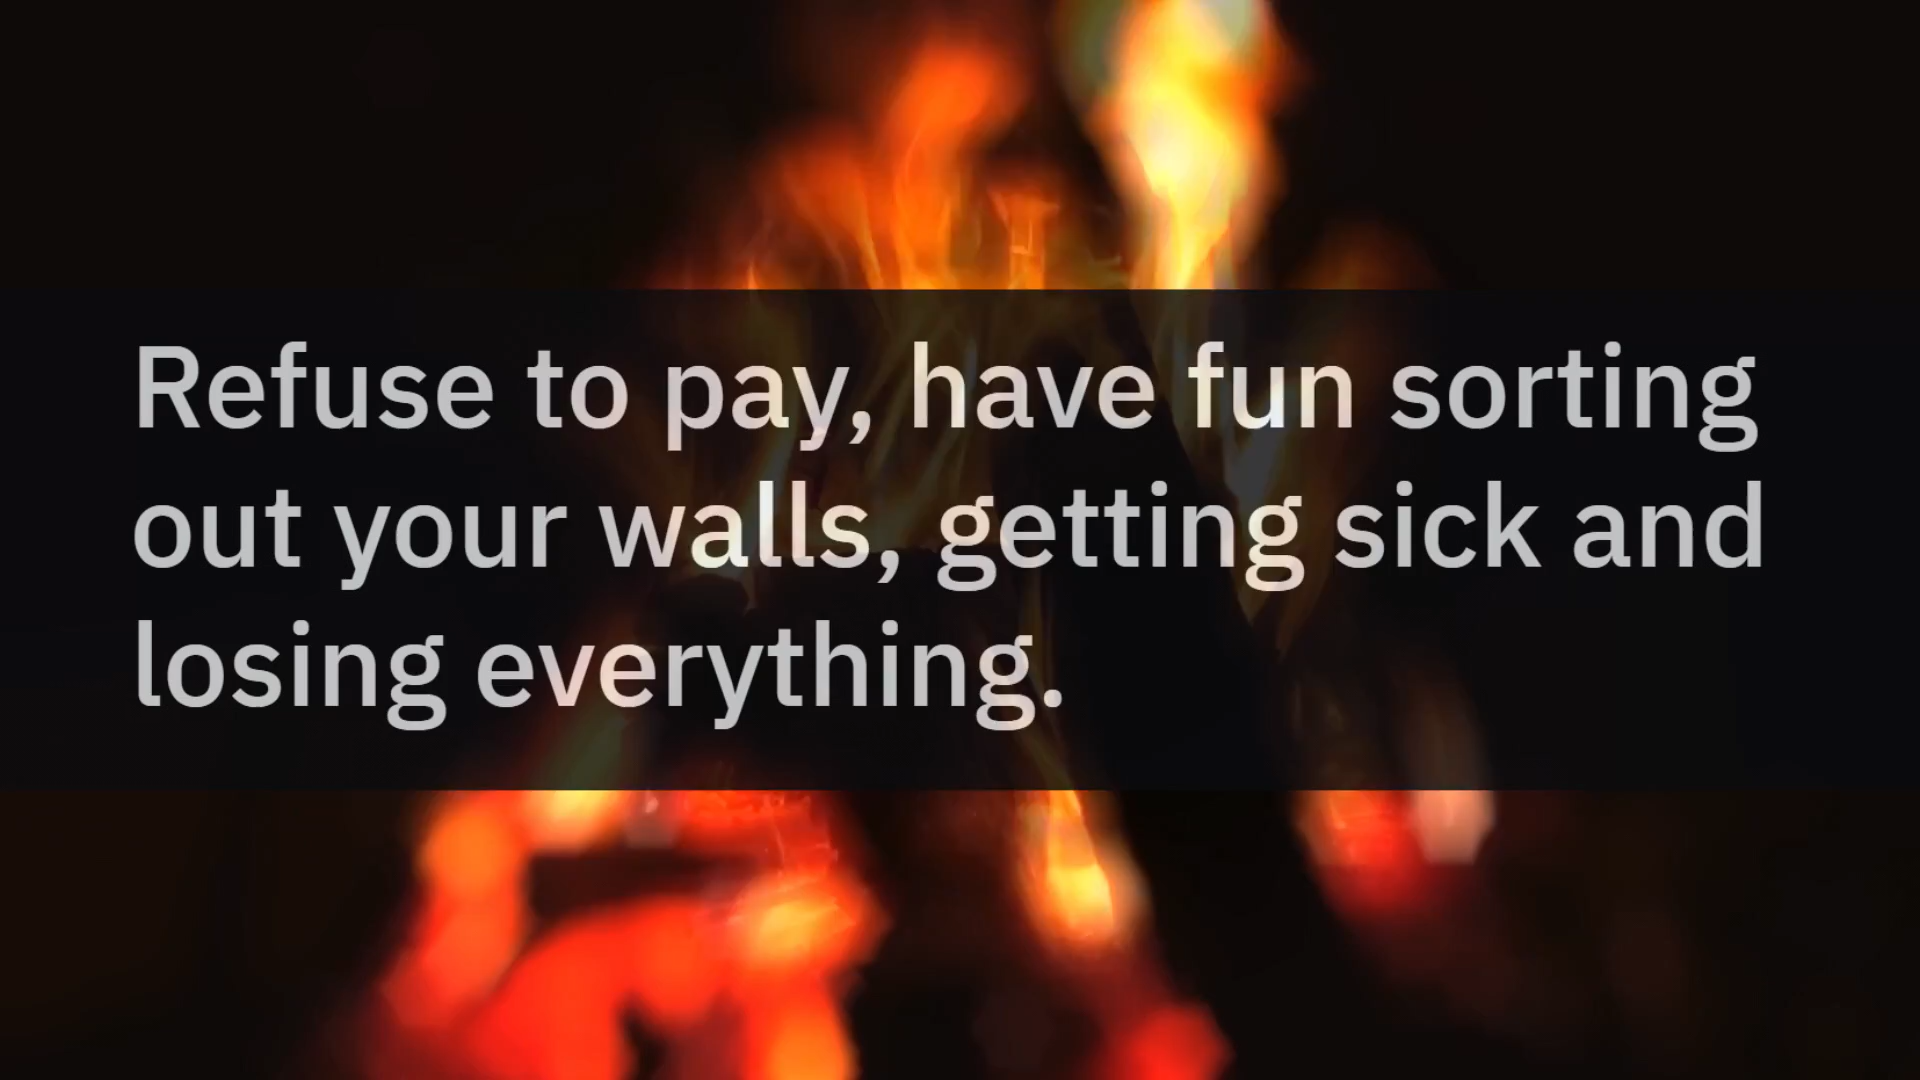 Refuse to pay, have fun sorting
out your walls, getting sick and
losing everything.